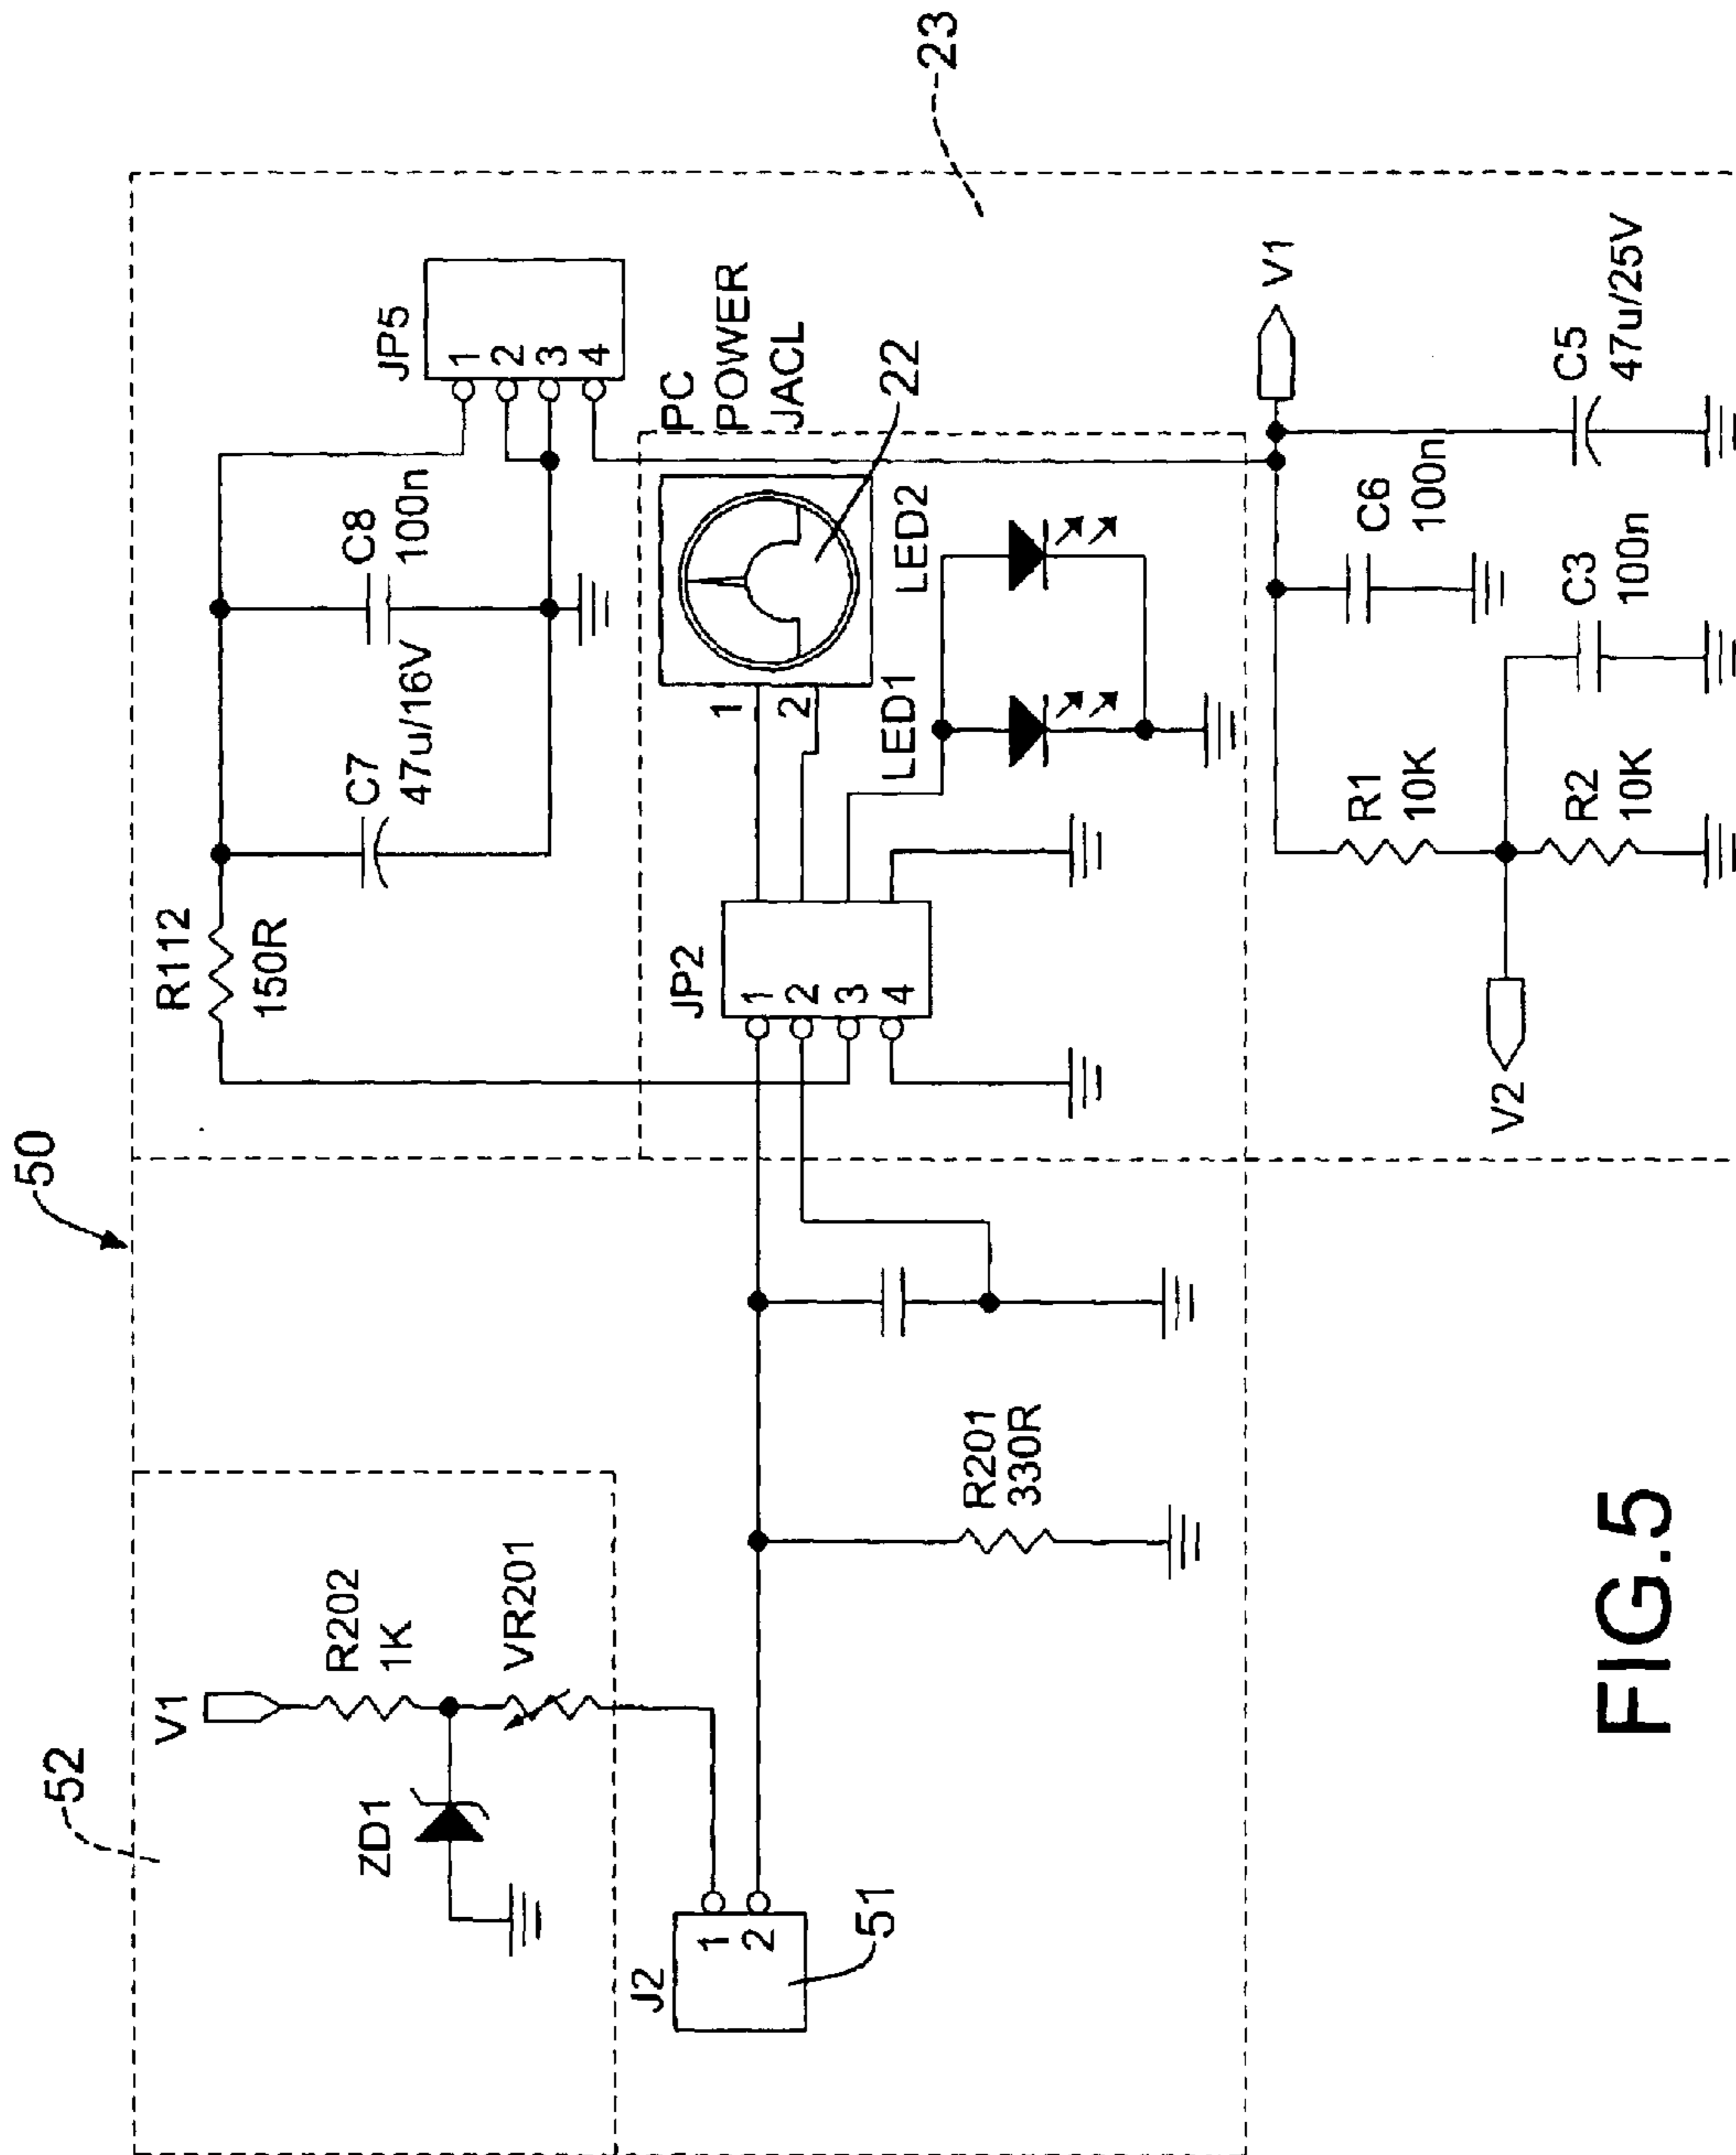 50
52
23
V1
R202
1K
VR201
ZD1
J2
1
2
51
R201
330R
R112
150R
C7
47u/16V
C8
100n
JP5
1
2
3
4
PC
POWER
JACL
JP2
1
2
3
4
1
2
22
LED1
LED2
V1
V2
R1
10K
R2
10K
C6
100n
C3
100n
C5
47u/25V
FIG.5